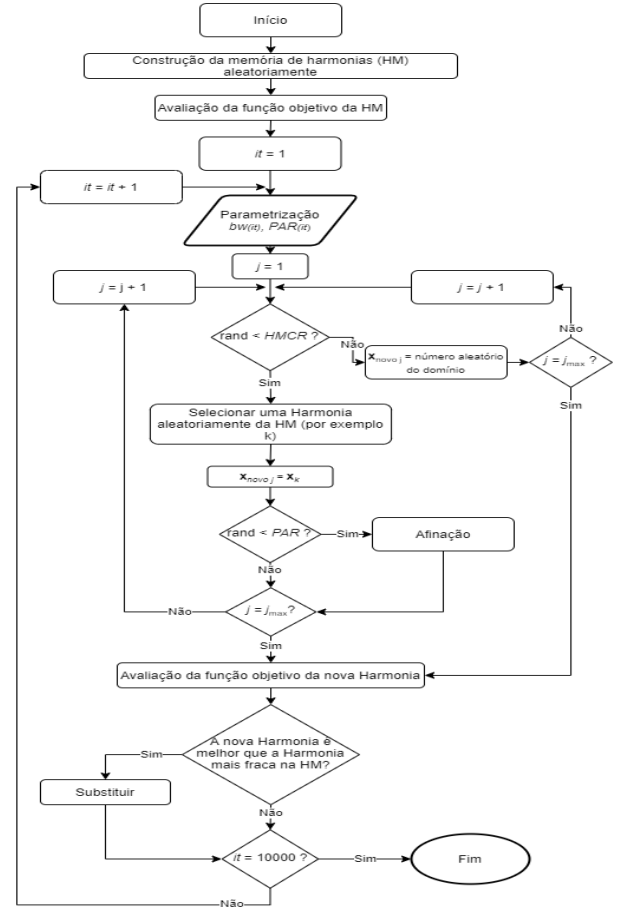 Início
Construção da memória de harmonias (HM)
aleatoriamente
Avaliação da função objetivo da HM
it = 1
it = it + 1
Parametrização
bw(it), PAR(it)
j = 1
j = j + 1
j = j + 1
rand < HMCR ?
Não
x novo j = número aleatório
do domínio
Não
j = jmax ?
Sim
Sim
Selecionar uma Harmonia
aleatoriamente da HM (por exemplo
k)
xnovo j = xk
rand < PAR ?
Sim
Afinação
Não
j = jmax?
Não
Sim
Avaliação da função objetivo da nova Harmonia
A nova Harmonia é
melhor que a Harmonia
mais fraca na HM?
Sim
Substituir
Não
it = 10000 ?
Sim
Fim
Não